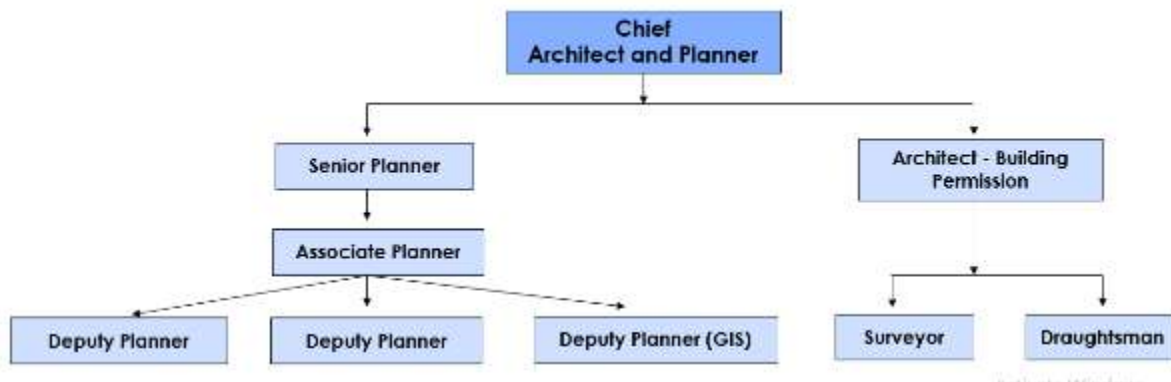 Chief
Architect and Planner
Senior Planner
Architect - Building
Permission
Associate Planner
Deputy Planner
Deputy Planner
Deputy Planner (GIS)
Surveyor
Draughtsman